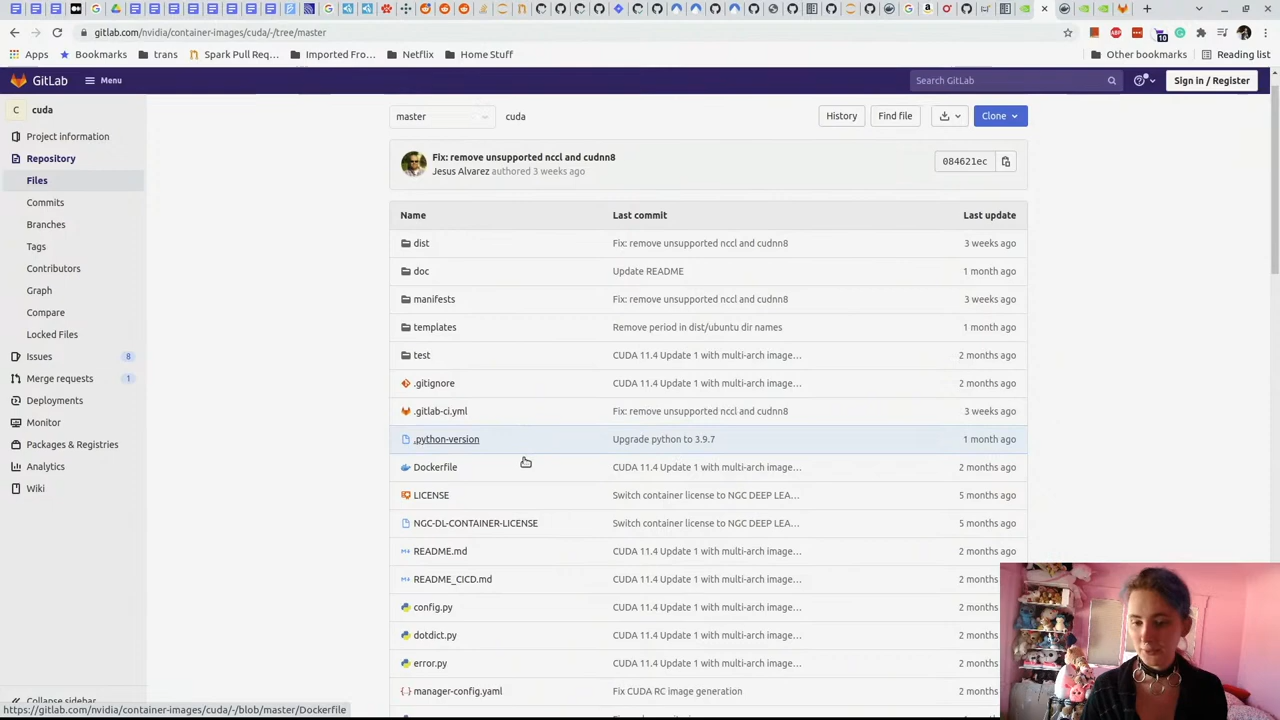 gitlab.com/nvidia/container-images/cuda/-/tree/master
10
Apps
Bookmarks
trans
Spark Pull Req...
Imported Fro...
Netflix
Home Stuff
Other bookmarks
Reading list
GitLab
Menu
Search GitLab
Sign in / Register
C
cuda
Project information
Repository
Files
Commits
Branches
Tags
Contributors
Graph
Compare
Locked Files
Issues
8
Merge requests
1
Deployments
Monitor
Packages & Registries
Analytics
Wiki
Collapse sidebar
master
cuda
History
Find file
Clone
Fix: remove unsupported nccl and cudnn8
Jesus Alvarez authored 3 weeks ago
084621ec
Name Last commit Last update
dist Fix: remove unsupported nccl and cudnn8 3 weeks ago
doc Update README 1 month ago
manifests Fix: remove unsupported nccl and cudnn8 3 weeks ago
templates Remove period in dist/ubuntu dir names 1 month ago
test CUDA 11.4 Update 1 with multi-arch image... 2 months ago
.gitignore CUDA 11.4 Update 1 with multi-arch image... 2 months ago
.gitlab-ci.yml Fix: remove unsupported nccl and cudnn8 3 weeks ago
.python-version Upgrade python to 3.9.7 1 month ago
Dockerfile CUDA 11.4 Update 1 with multi-arch image... 2 months ago
LICENSE Switch container license to NGC DEEP LEA... 5 months ago
NGC-DL-CONTAINER-LICENSE Switch container license to NGC DEEP LEA... 5 months ago
README.md CUDA 11.4 Update 1 with multi-arch image... 2 months ago
README_CICD.md CUDA 11.4 Update 1 with multi-arch image... 2 months
config.py CUDA 11.4 Update 1 with multi-arch image... 2 months
dotdict.py CUDA 11.4 Update 1 with multi-arch image... 2 months
error.py CUDA 11.4 Update 1 with multi-arch image... 2 months
manager-config.yaml Fix CUDA RC image generation 2 months
https://gitlab.com/nvidia/container-images/cuda/-/blob/master/Dockerfile